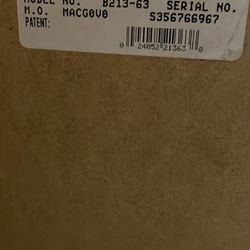 MODEL NO. B213-63 SERIAL NO.
M.O. MACG0V0 S356766967
PATENT:
0 24052 21363 8